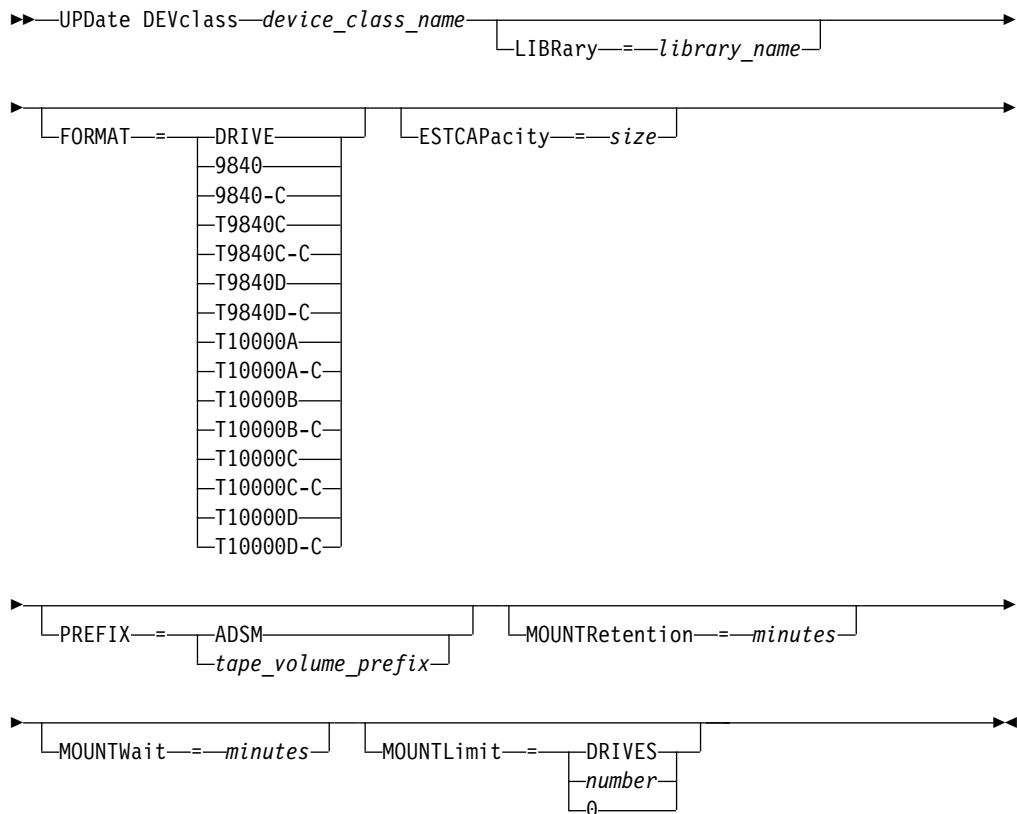 UPDate DEVclass device_class_name
LIBRary = library_name
FORMAT = DRIVE
9840
9840-C
T9840C
T9840C-C
T9840D
T9840D-C
T10000A
T10000A-C
T10000B
T10000B-C
T10000C
T10000C-C
T10000D
T10000D-C
ESTCAPacity = size
PREFIX = ADSM
tape_volume_prefix
MOUNTRetention = minutes
MOUNTWait = minutes
MOUNTLimit = DRIVES
number
0